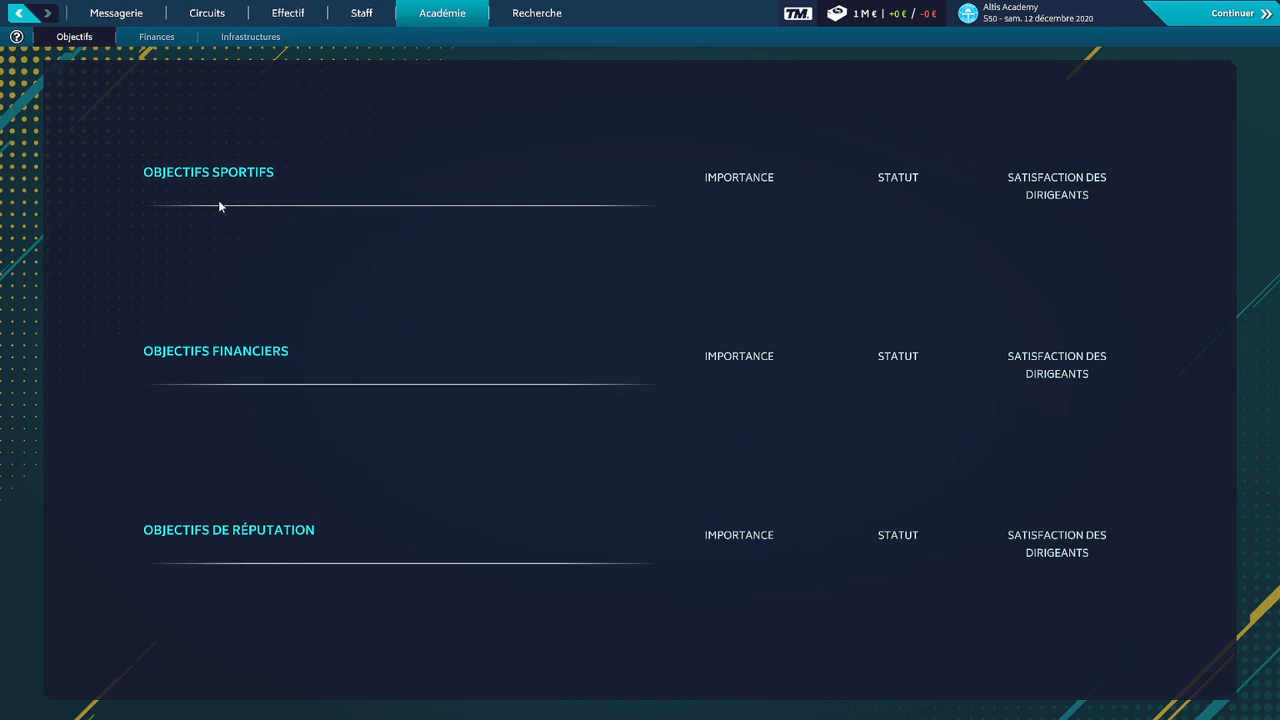 Messagerie
Circuits
Effectif
Staff
Académie
Recherche
TM.
1 M € | +0 € / -0 €
Altis Academy
550 - sam. 12 décembre 2020
Continuer
?
Objectifs
Finances
Infrastructures
OBJECTIFS SPORTIFS
IMPORTANCE
STATUT
SATISFACTION DES
DIRIGEANTS
OBJECTIFS FINANCIERS
IMPORTANCE
STATUT
SATISFACTION DES
DIRIGEANTS
OBJECTIFS DE RÉPUTATION
IMPORTANCE
STATUT
SATISFACTION DES
DIRIGEANTS